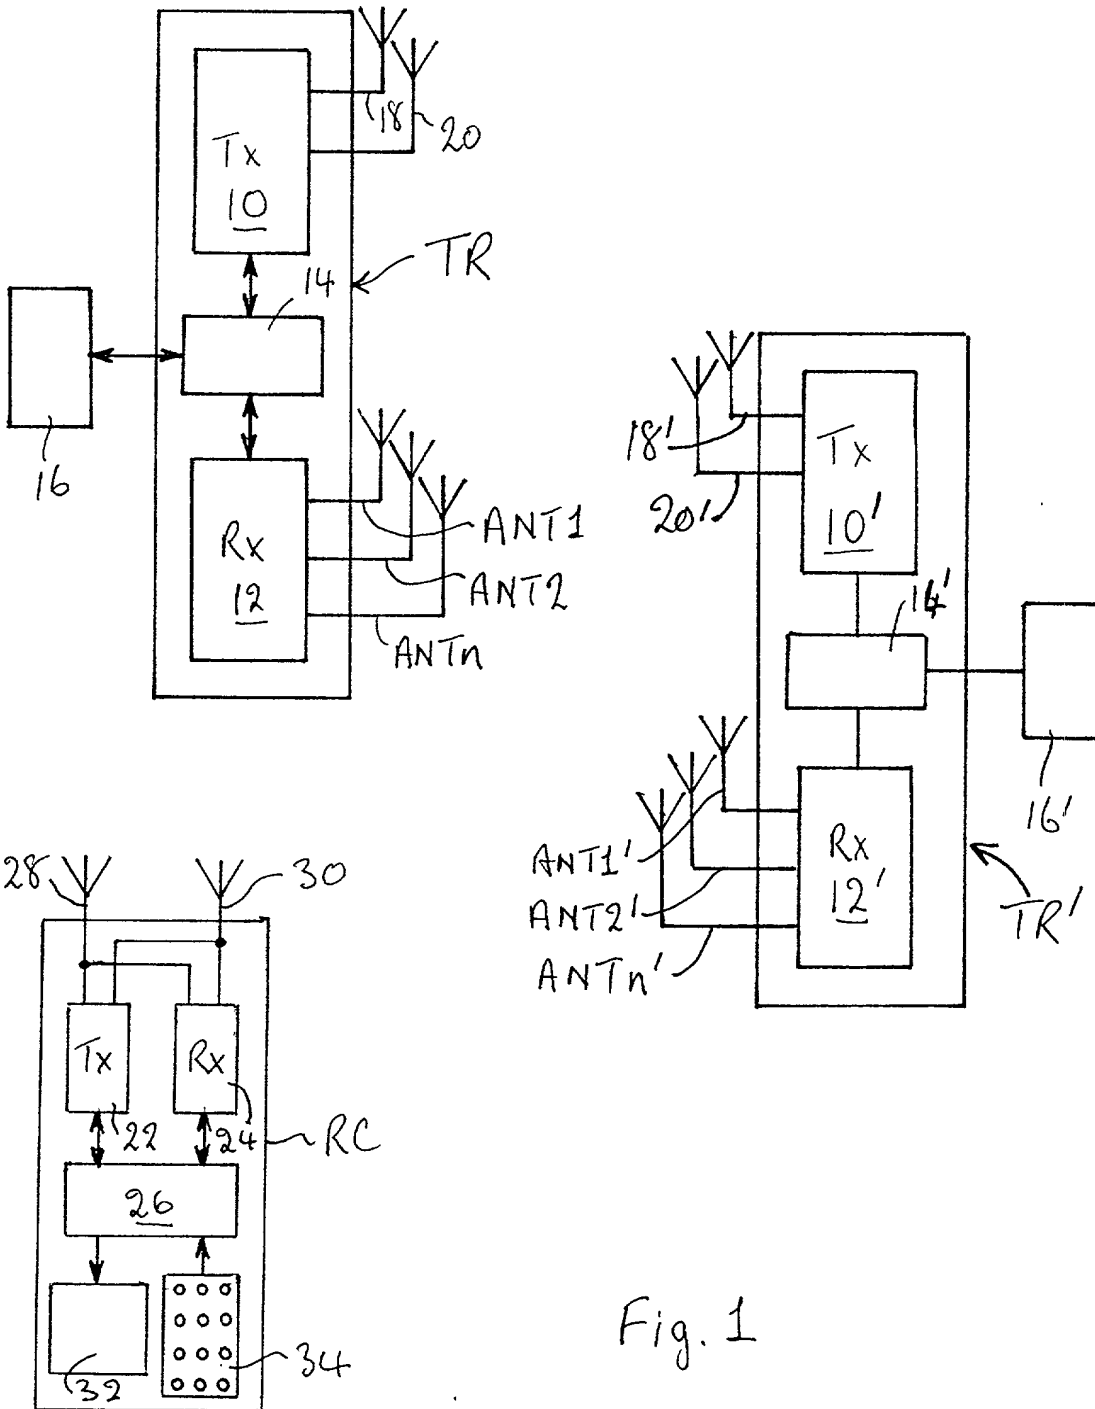 18
20
Tx
10
TR
14
16
ANT1
Rx
12
ANT2
ANTn
18'
Tx
20'
10'
14'
16'
ANT1'
Rx
12'
ANT2'
TR'
ANTn'
28
30
Tx
Rx
22
24
RC
26
32
34
Fig. 1